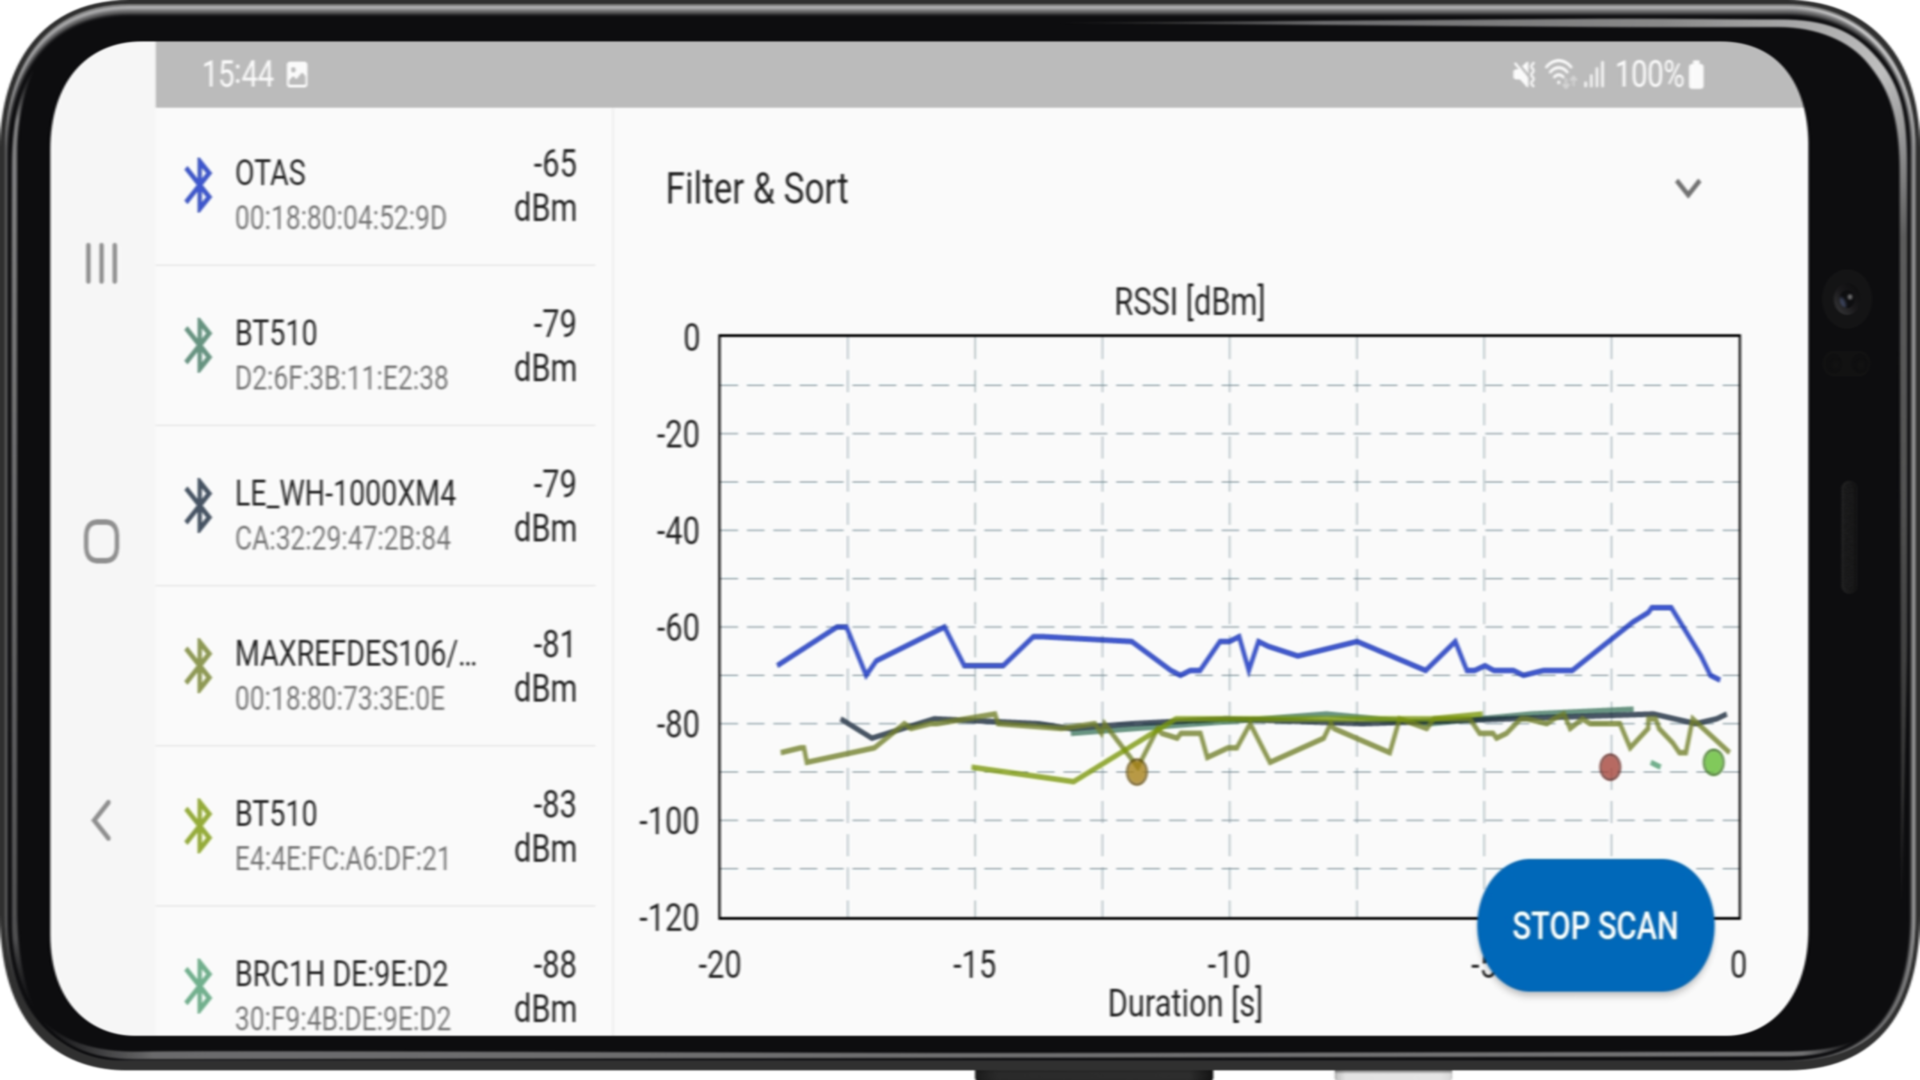 15:44
100%
OTAS
-65 dBm
00:18:80:04:52:9D
BT510
-79 dBm
D2:6F:3B:11:E2:38
LE_WH-1000XM4
-79 dBm
CA:32:29:47:2B:84
MAXREFDES106/...
-81 dBm
00:18:80:73:3E:0E
BT510
-83 dBm
E4:4E:FC:A6:DF:21
BRC1H DE:9E:D2
-88 dBm
30:F9:4B:DE:9E:D2
Filter & Sort
RSSI [dBm]
0
-20
-40
-60
-80
-100
-120
-20 -15 -10 0
Duration [s]
STOP SCAN